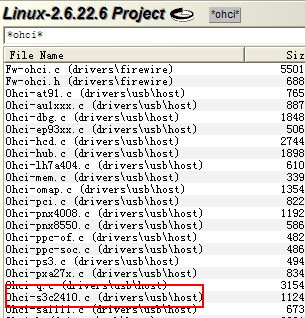 Linux-2.6.22.6 Project *ohci*
*ohci*
File Name Siz
Fw-ohci.c (drivers\firewire) 5501
Fw-ohci.h (drivers\firewire) 688
Ohci-at91.c (drivers\usb\host) 765
Ohci-au1xxx.c (drivers\usb\host) 887
Ohci-dbg.c (drivers\usb\host) 1848
Ohci-ep93xx.c (drivers\usb\host) 506
Ohci-hcd.c (drivers\usb\host) 2744
Ohci-hub.c (drivers\usb\host) 1898
Ohci-lh7a404.c (drivers\usb\host) 610
Ohci-mem.c (drivers\usb\host) 339
Ohci-omap.c (drivers\usb\host) 1354
Ohci-pci.c (drivers\usb\host) 822
Ohci-pnx4008.c (drivers\usb\host) 1192
Ohci-pnx8550.c (drivers\usb\host) 586
Ohci-ppc-of.c (drivers\usb\host) 482
Ohci-ppc-soc.c (drivers\usb\host) 486
Ohci-ps3.c (drivers\usb\host) 494
Ohci-pxa27x.c (drivers\usb\host) 834
Ohci-q.c (drivers\usb\host) 3154
Ohci-s3c2410.c (drivers\usb\host) 1124
Ohci-sa1111.c (drivers\usb\host) 673